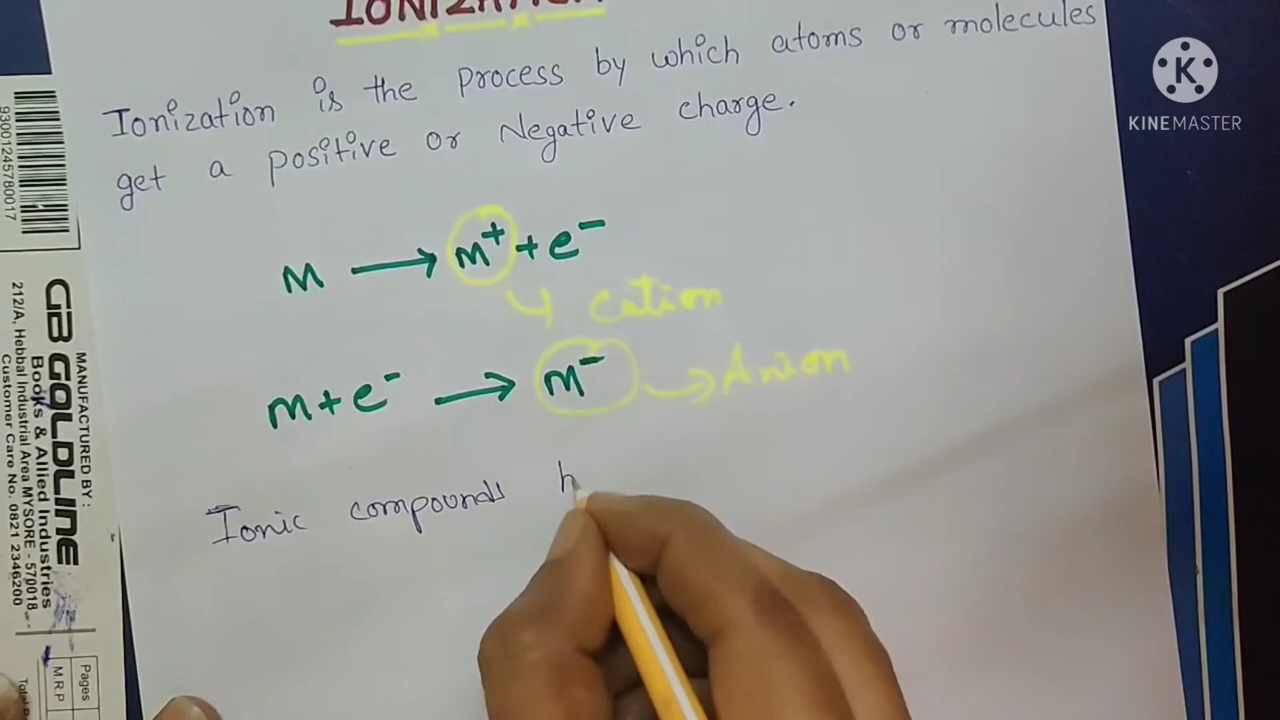 IONIZATION
Ionization is the process by which atoms or molecules
get a positive or Negative charge.
M → m⁺ + e⁻
Cation
m + e⁻ → m⁻ → Anion
Ionic compounds h
KINEMASTER
93001245780017
MANUFACTURED BY :
GB GOLDLINE
Books & Allied Industries
212/A, Hebbal Industrial Area MYSORE - 570018
Customer Care No. 0821 2346200
Pages
M.R.P